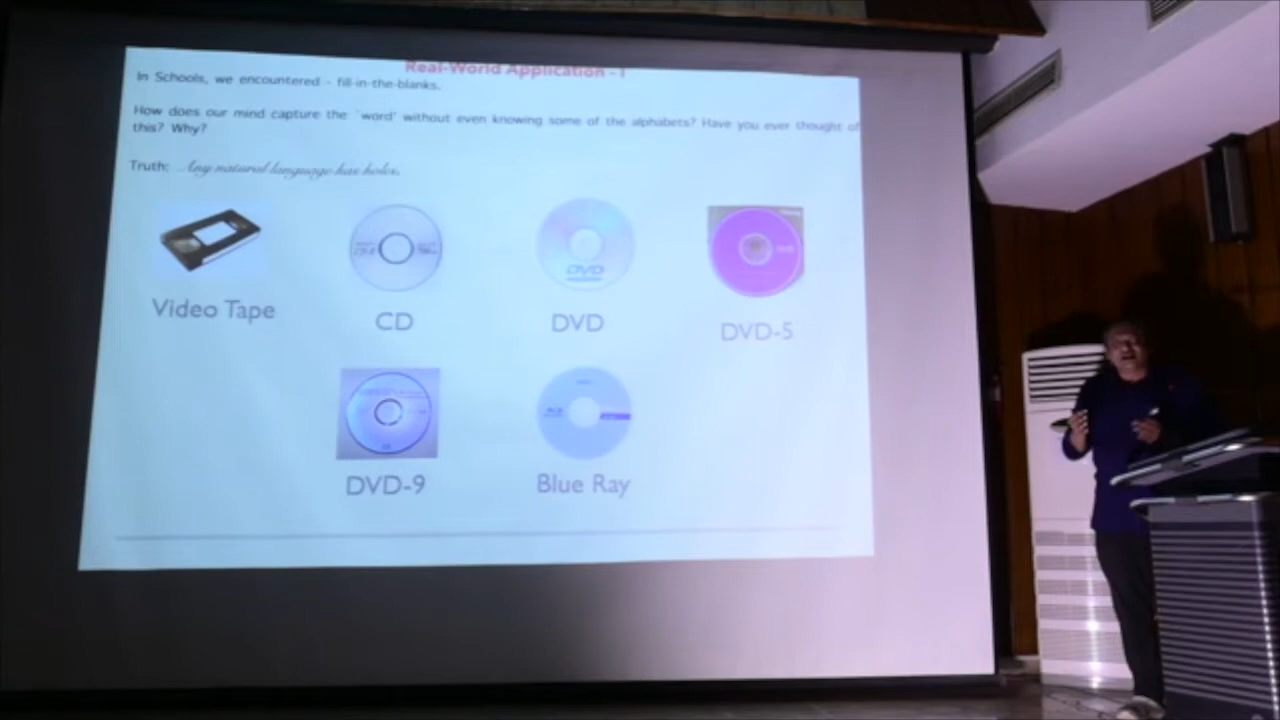 Real-World Application - I
In Schools, we encountered - fill-in-the-blanks.
How does our mind capture the `word' without even knowing some of the alphabets? Have you ever thought of
this? Why?
Truth: Any natural language has holes.
DVD
Video Tape
CD
DVD
DVD-5
DVD-9
Blue Ray